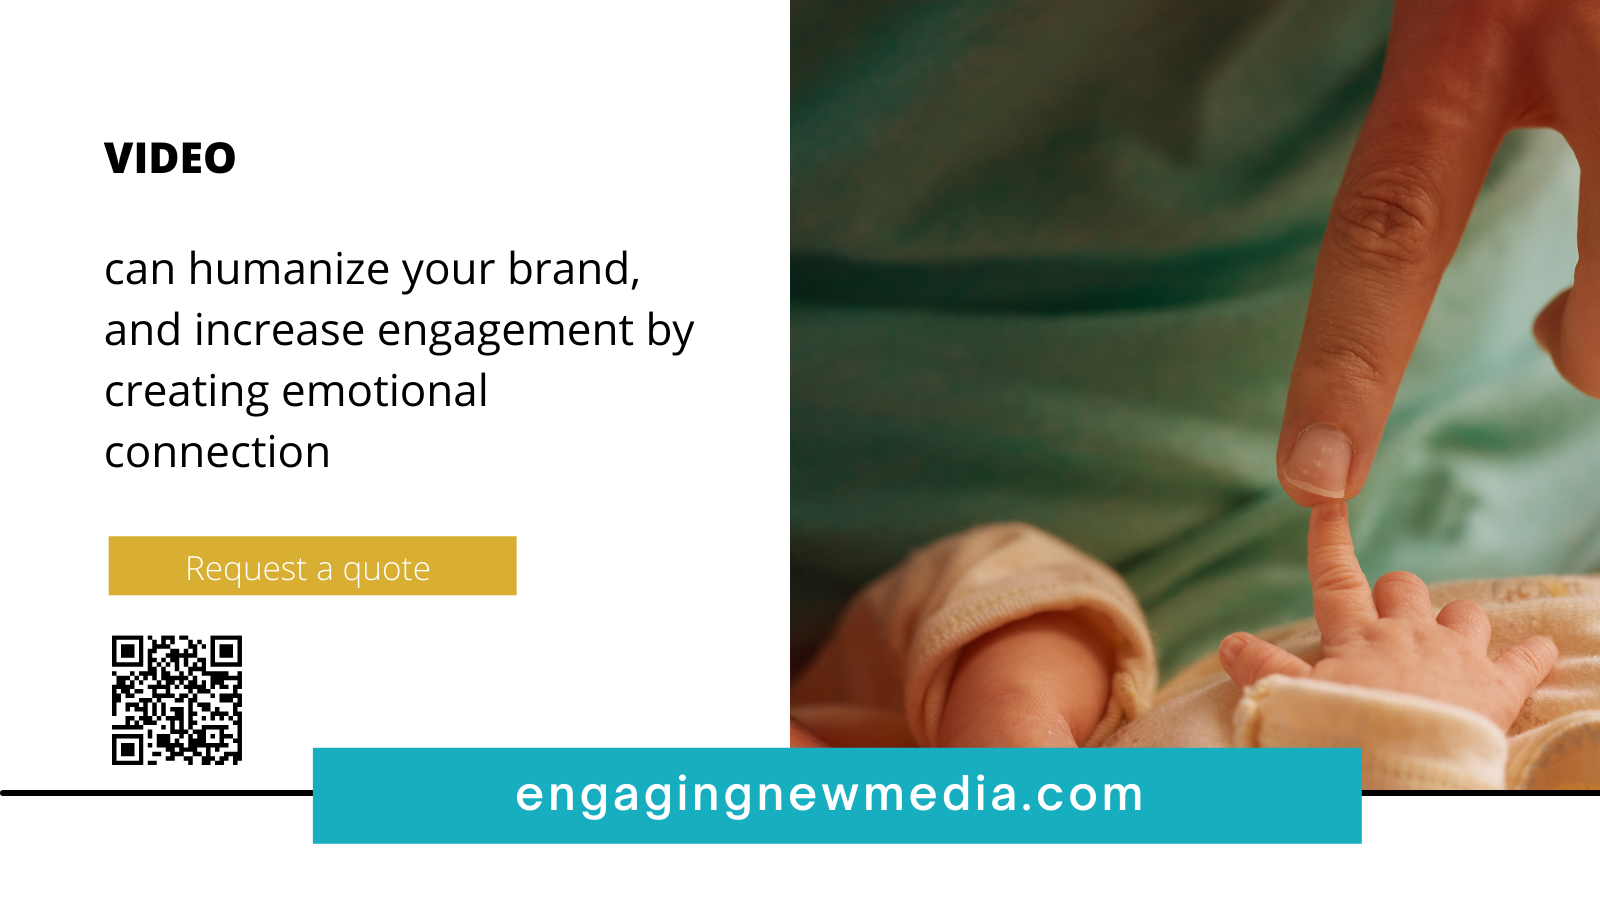 VIDEO
can humanize your brand,
and increase engagement by
creating emotional
connection
Request a quote
engagingnewmedia.com